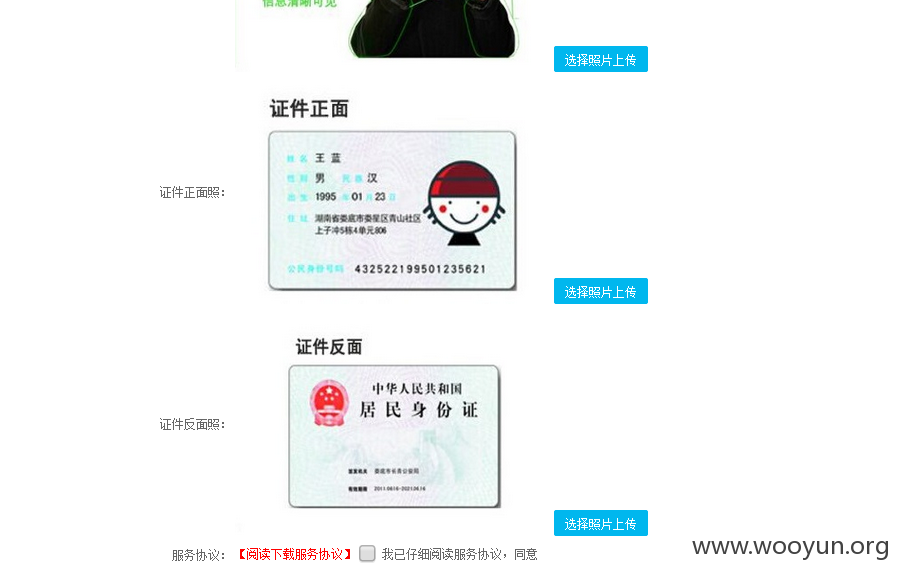 信息清晰可见
选择照片上传
证件正面
证件正面照：
姓 名 王 蓝
性 别 男 民 族 汉
出 生 1995 年 01 月 23 日
住 址 湖南省娄底市娄星区青山社区
上子冲5栋4单元806
公民身份号码 432522199501235621
选择照片上传
证件反面
中华人民共和国
居 民 身 份 证
证件反面照：
签发机关 娄底市长青公安局
有效期限 2011.0616-2021.06.16
选择照片上传
服务协议：【阅读下载服务协议】 我已仔细阅读服务协议，同意
www.wooyun.org